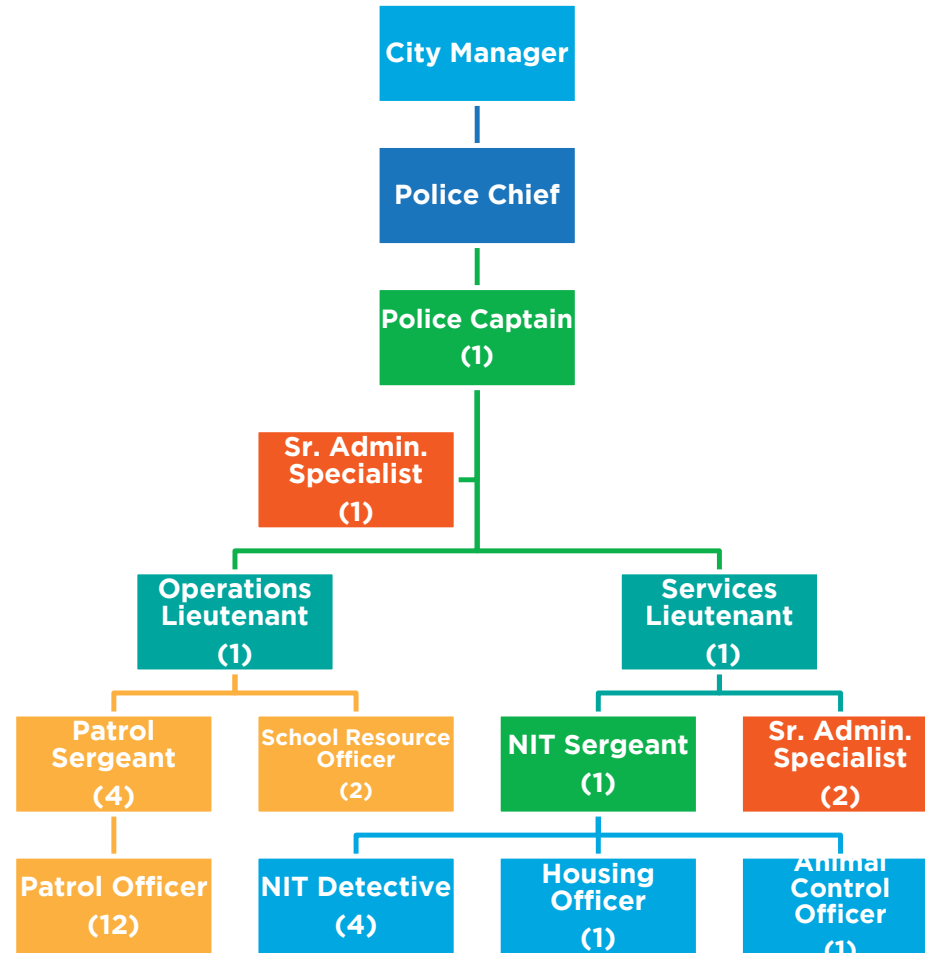 City Manager
Police Chief
Police Captain
(1)
Sr. Admin.
Specialist
(1)
Operations
Lieutenant
(1)
Services
Lieutenant
(1)
Patrol
Sergeant
(4)
School Resource
Officer
(2)
NIT Sergeant
(1)
Sr. Admin.
Specialist
(2)
Patrol Officer
(12)
NIT Detective
(4)
Housing
Officer
(1)
Animal
Control
Officer
(1)